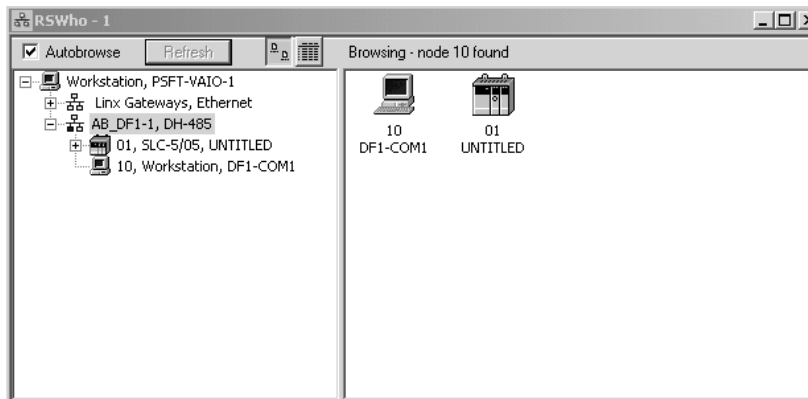 RSWho - 1
Autobrowse
Refresh
Browsing - node 10 found
Workstation, PSFT-VAIO-1
Linx Gateways, Ethernet
AB_DF1-1, DH-485
01, SLC-5/05, UNTITLED
10, Workstation, DF1-COM1
10
DF1-COM1
01
UNTITLED